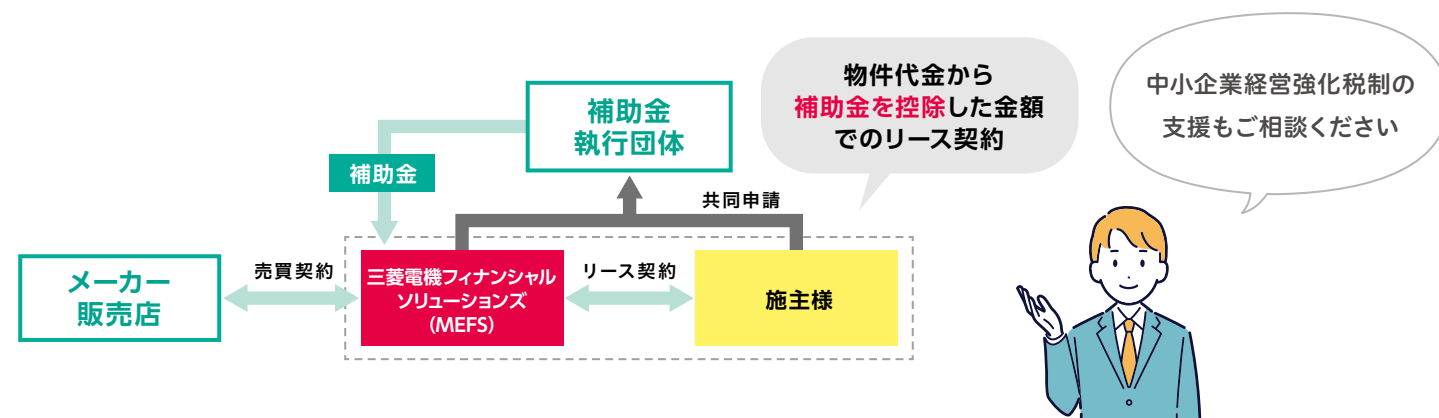 物件代金から
補助金を控除した金額
でのリース契約
中小企業経営強化税制の
支援もご相談ください
補助金
執行団体
補助金
共同申請
メーカー
販売店
売買契約
三菱電機フィナンシャル
ソリューションズ
(MEFS)
リース契約
施主様